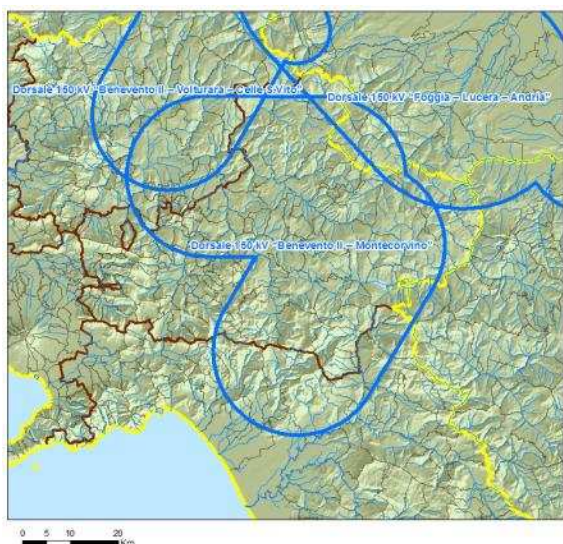 Dorsale 150 kV "Benevento II – Volturara – Celle S.Vito"
Dorsale 150 kV "Foggia – Lucera – Andria"
Dorsale 150 kV "Benevento II – Montecorvino"
0 5 10 20
Km